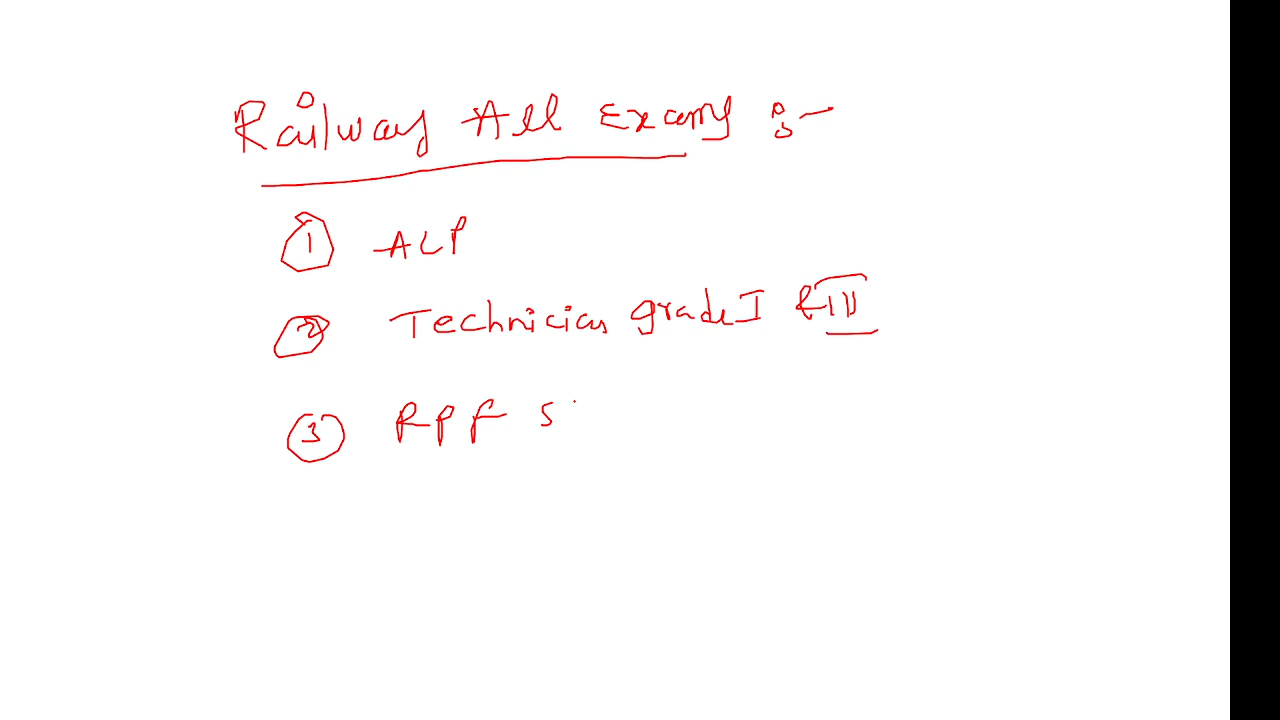 Railway All Exams :-
① ALP
② Technician grade I & III
③ RPF S